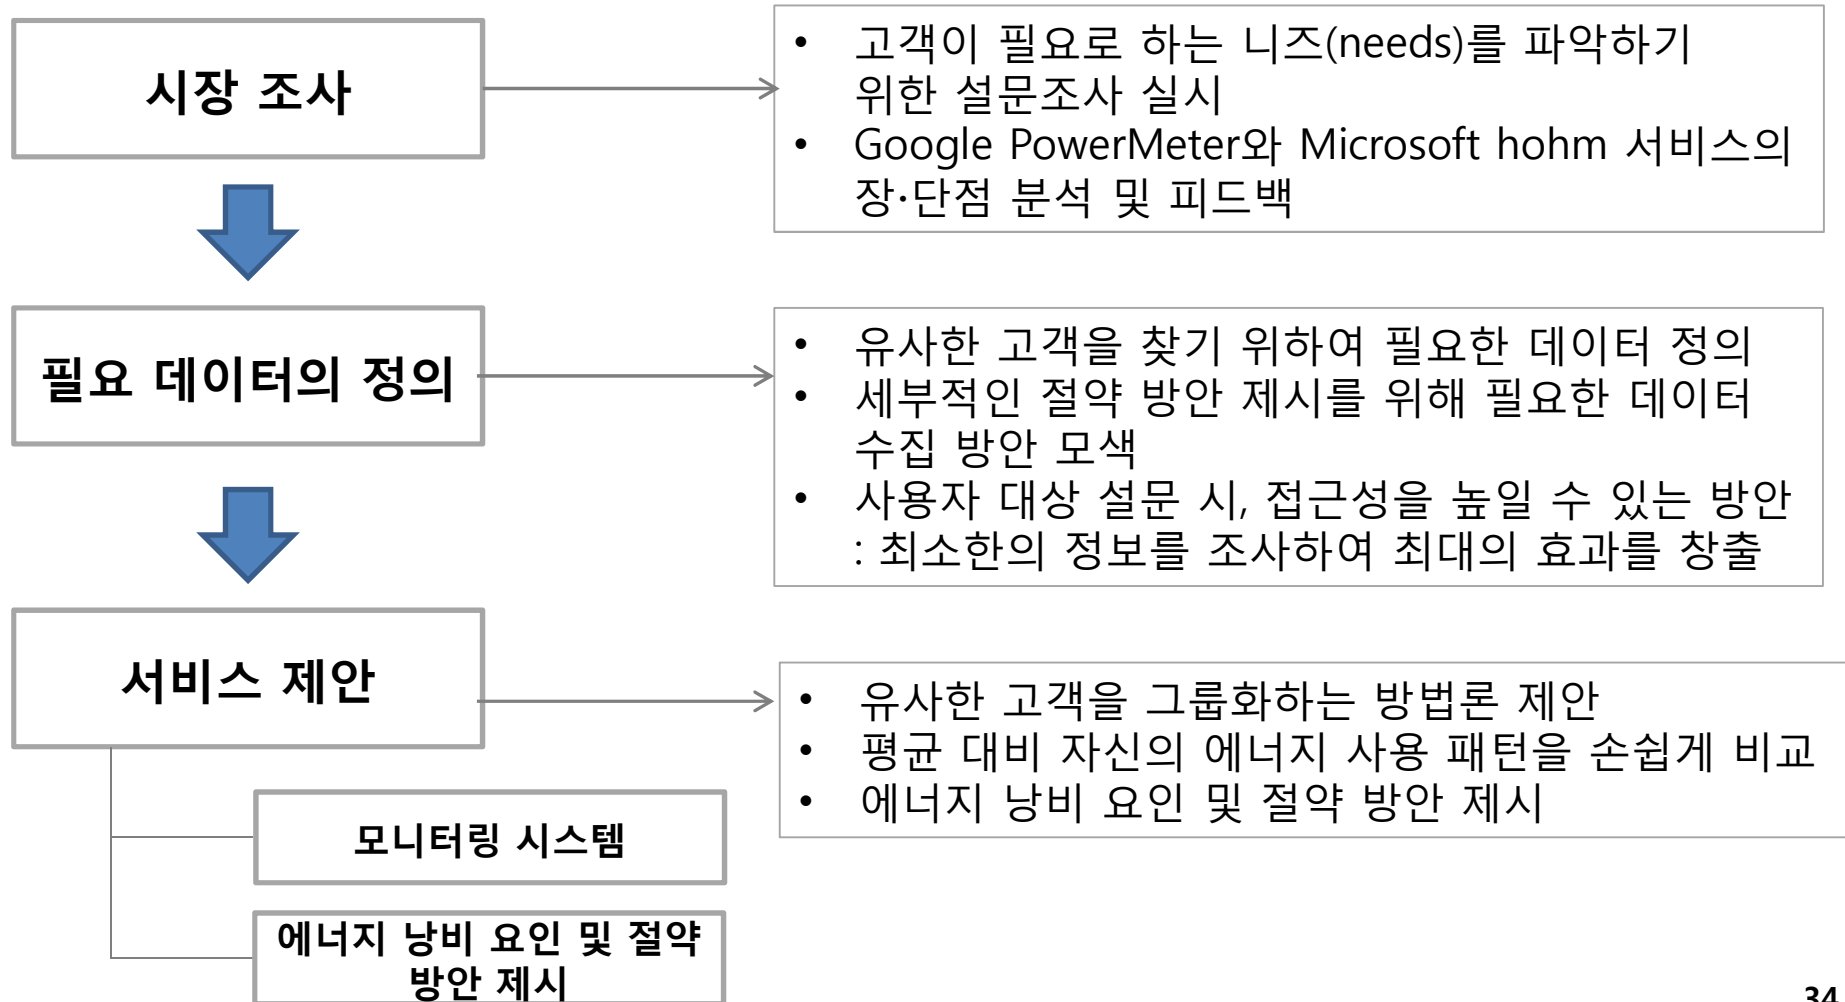 시장 조사
• 고객이 필요로 하는 니즈(needs)를 파악하기
위한 설문조사 실시
• Google PowerMeter와 Microsoft hohm 서비스의
장·단점 분석 및 피드백
필요 데이터의 정의
• 유사한 고객을 찾기 위하여 필요한 데이터 정의
• 세부적인 절약 방안 제시를 위해 필요한 데이터
수집 방안 모색
• 사용자 대상 설문 시, 접근성을 높일 수 있는 방안
: 최소한의 정보를 조사하여 최대의 효과를 창출
서비스 제안
• 유사한 고객을 그룹화하는 방법론 제안
• 평균 대비 자신의 에너지 사용 패턴을 손쉽게 비교
• 에너지 낭비 요인 및 절약 방안 제시
모니터링 시스템
에너지 낭비 요인 및 절약
방안 제시
34